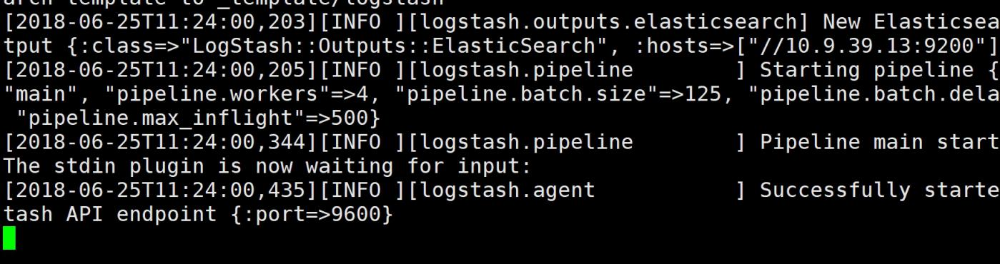 arch template to _template/logstash
[2018-06-25T11:24:00,203][INFO ][logstash.outputs.elasticsearch] New Elasticsea
tput {:class=>"LogStash::Outputs::ElasticSearch", :hosts=>["//10.9.39.13:9200"]
[2018-06-25T11:24:00,205][INFO ][logstash.pipeline        ] Starting pipeline {
"main", "pipeline.workers"=>4, "pipeline.batch.size"=>125, "pipeline.batch.dela
 "pipeline.max_inflight"=>500}
[2018-06-25T11:24:00,344][INFO ][logstash.pipeline        ] Pipeline main start
The stdin plugin is now waiting for input:
[2018-06-25T11:24:00,435][INFO ][logstash.agent           ] Successfully starte
tash API endpoint {:port=>9600}